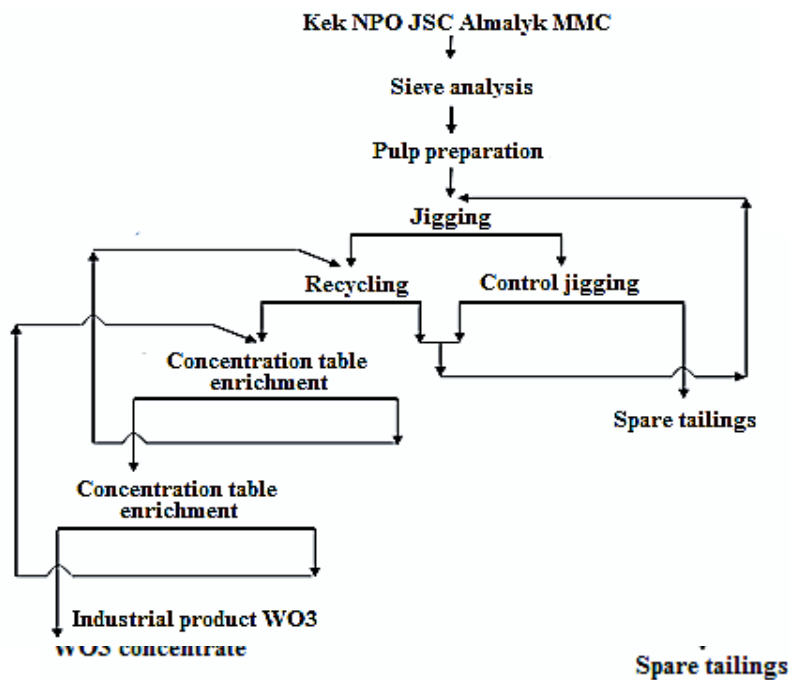 Kek NPO JSC Almalyk MMC
Sieve analysis
Pulp preparation
Jigging
Recycling
Control jigging
Concentration table
enrichment
Spare tailings
Concentration table
enrichment
Industrial product WO3
WO3 concentrate
Spare tailings